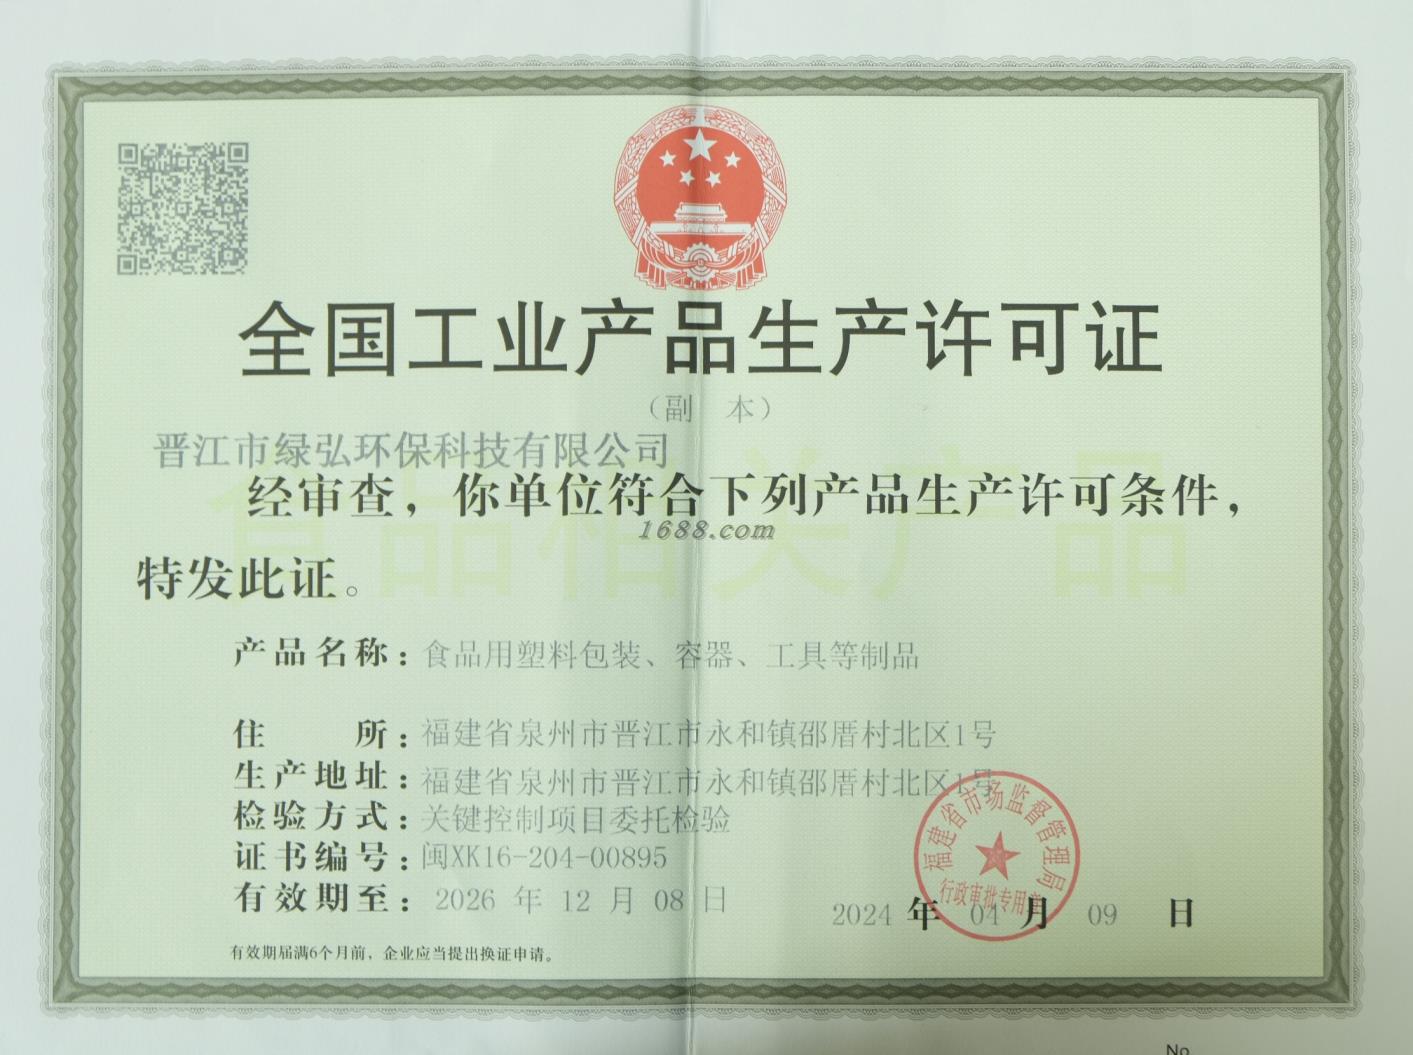 全国工业产品生产许可证
（副 本）
晋江市绿弘环保科技有限公司
食品相关产品
经审查，你单位符合下列产品生产许可条件，
1688.com
特发此证。
产品名称：食品用塑料包装、容器、工具等制品
住 所：福建省泉州市晋江市永和镇邵厝村北区1号
生产地址：福建省泉州市晋江市永和镇邵厝村北区1号
检验方式：关键控制项目委托检验
证书编号：闽XK16-204-00895
有效期至：2026 年 12 月 08 日
福建省市场监督管理局
行政审批专用章
2024 年 04 月 09 日
有效期届满6个月前，企业应当提出换证申请。
No